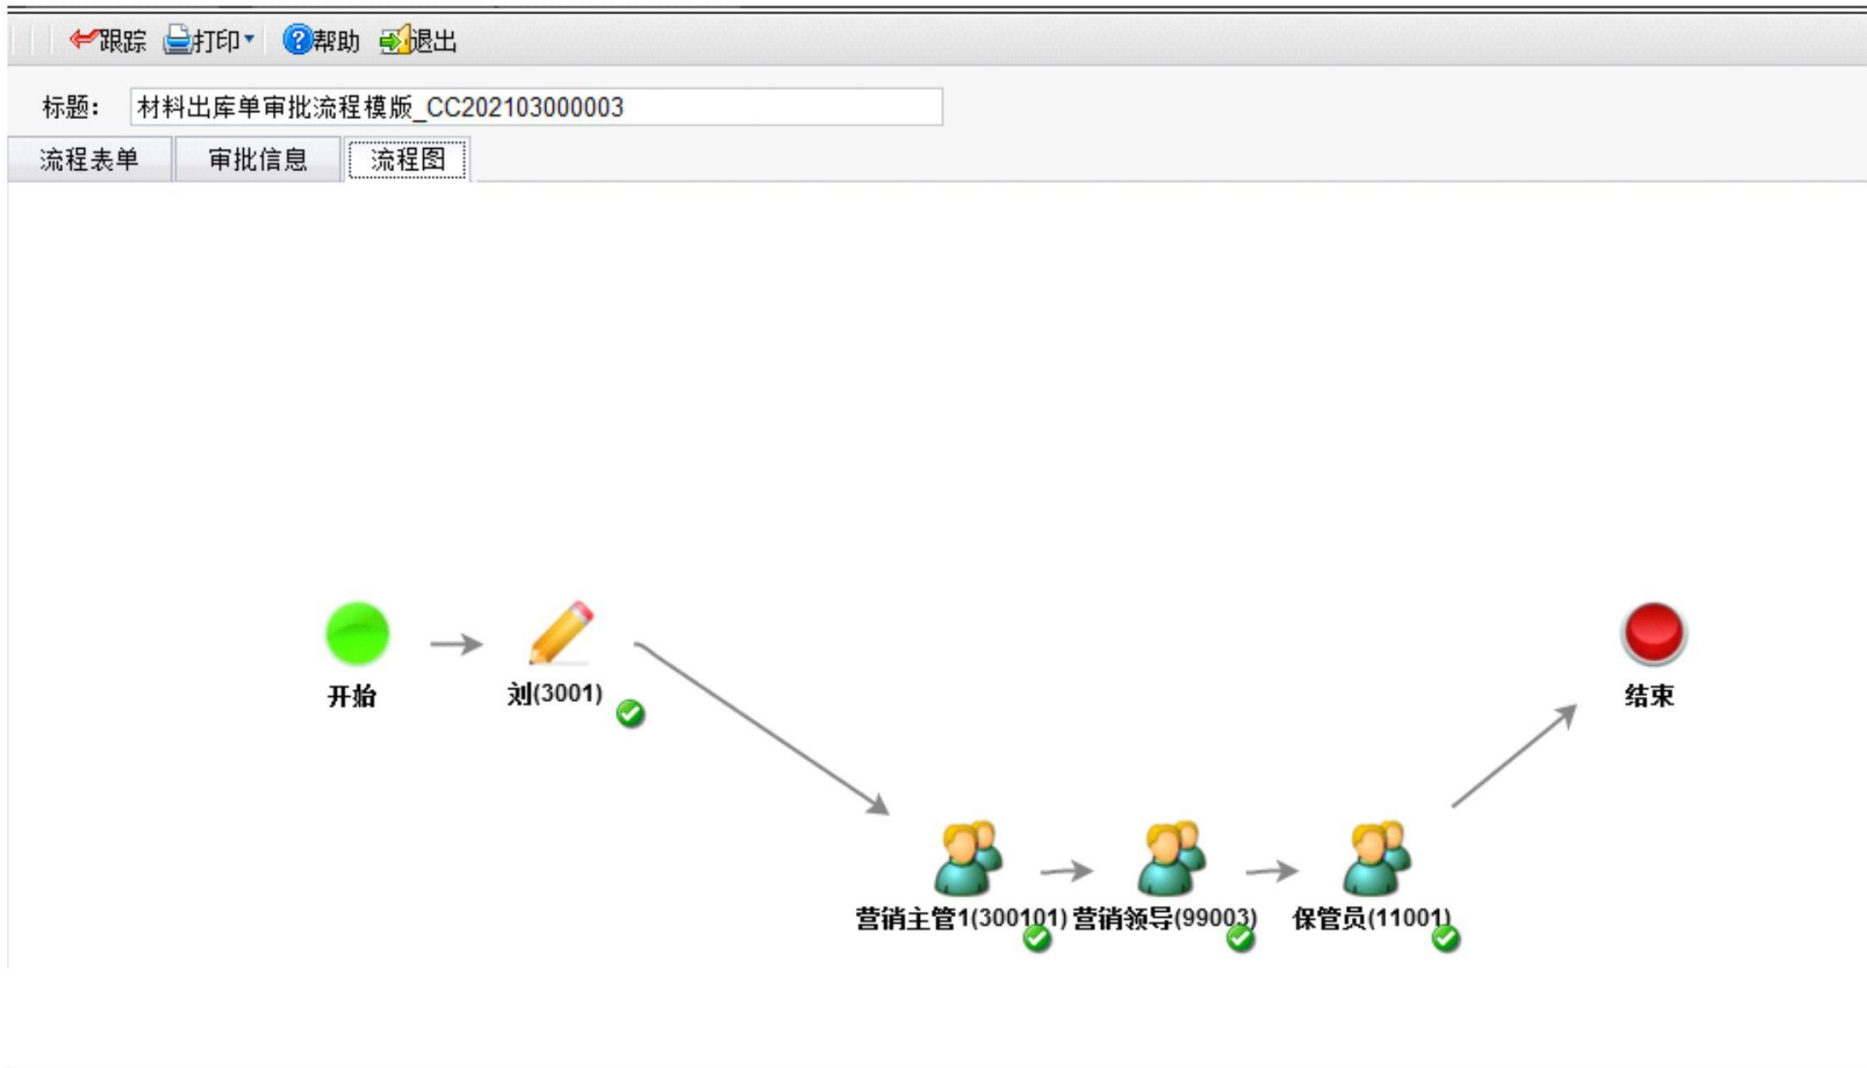 跟踪 打印 帮助 退出
标题： 材料出库单审批流程模版_CC202103000003
流程表单 审批信息 流程图
开始 刘(3001) 结束
营销主管1(300101) 营销领导(99003) 保管员(11001)